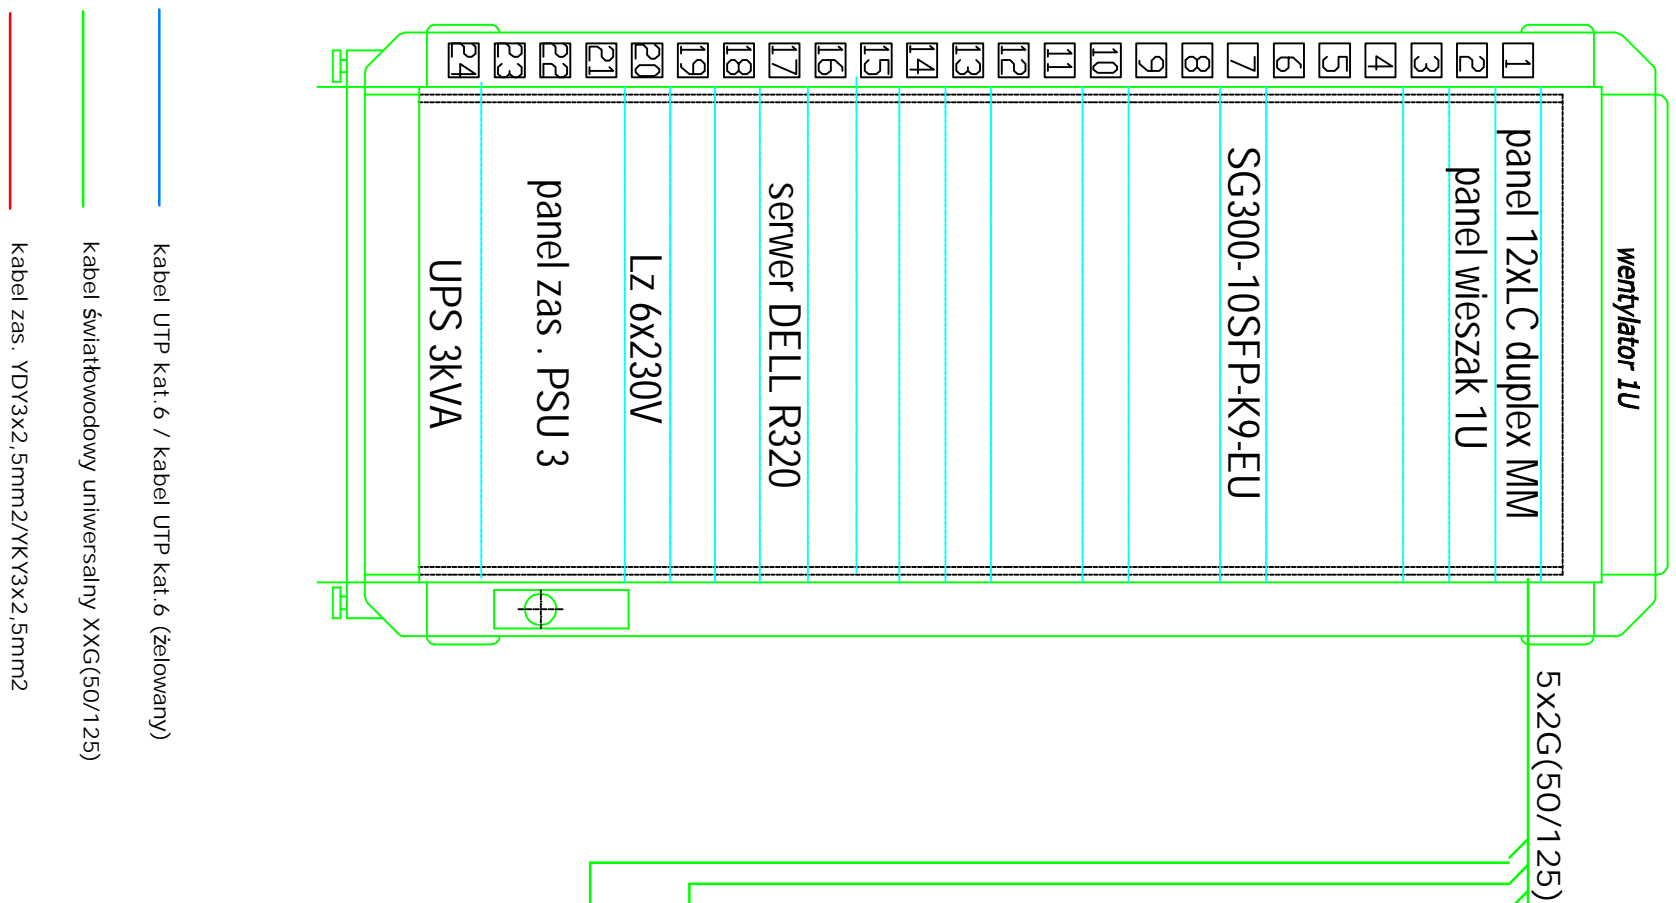 wentylator 1U
1
panel 12xLC duplex MM
2
panel wieszak 1U
3
4
5
6
7
SG300-10SFP-K9-EU
8
9
10
11
12
13
14
15
16
17
serwer DELL R320
18
19
20
Lz 6x230V
21
22
panel zas. PSU 3
23
24
UPS 3kVA
5x2G(50/125)
kabel UTP kat.6 / kabel UTP kat.6 (żelowany)
kabel światłowodowy uniwersalny XXG(50/125)
kabel zas. YDY3x2,5mm2/YKY3x2,5mm2